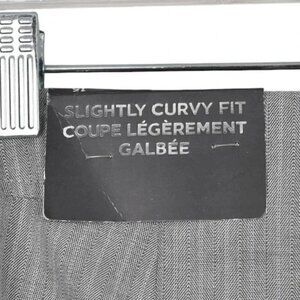 SLIGHTLY CURVY FIT
COUPE LÉGÈREMENT
GALBÉE